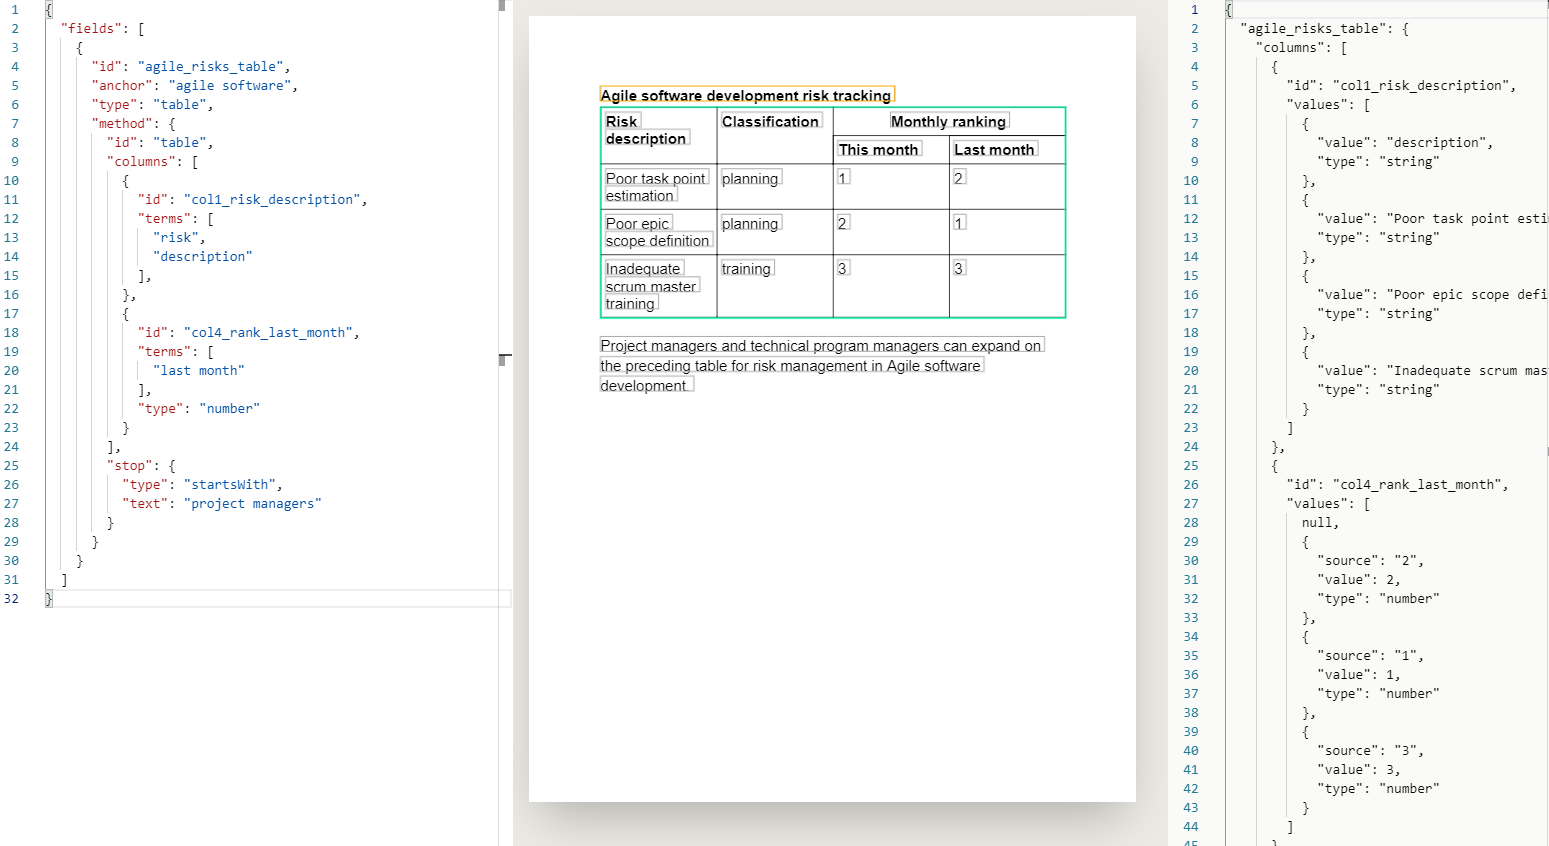 1 {
2 "fields": [
3 {
4 "id": "agile_risks_table",
5 "anchor": "agile software",
6 "type": "table",
7 "method": {
8 "id": "table",
9 "columns": [
10 {
11 "id": "col1_risk_description",
12 "terms": [
13 "risk",
14 "description"
15 ],
16 },
17 {
18 "id": "col4_rank_last_month",
19 "terms": [
20 "last month"
21 ],
22 "type": "number"
23 }
24 ],
25 "stop": {
26 "type": "startsWith",
27 "text": "project managers"
28 }
29 }
30 }
31 ]
32 }
Agile software development risk tracking
Risk description Classification Monthly ranking
This month Last month
Poor task point estimation planning 1 2
Poor epic scope definition planning 2 1
Inadequate scrum master training training 3 3
Project managers and technical program managers can expand on
the preceding table for risk management in Agile software
development.
1 {
2 "agile_risks_table": {
3 "columns": [
4 {
5 "id": "col1_risk_description",
6 "values": [
7 {
8 "value": "description",
9 "type": "string"
10 },
11 {
12 "value": "Poor task point esti
13 "type": "string"
14 },
15 {
16 "value": "Poor epic scope defi
17 "type": "string"
18 },
19 {
20 "value": "Inadequate scrum mas
21 "type": "string"
22 }
23 ]
24 },
25 {
26 "id": "col4_rank_last_month",
27 "values": [
28 null,
29 {
30 "source": "2",
31 "value": 2,
32 "type": "number"
33 },
34 {
35 "source": "1",
36 "value": 1,
37 "type": "number"
38 },
39 {
40 "source": "3",
41 "value": 3,
42 "type": "number"
43 }
44 ]
45 }